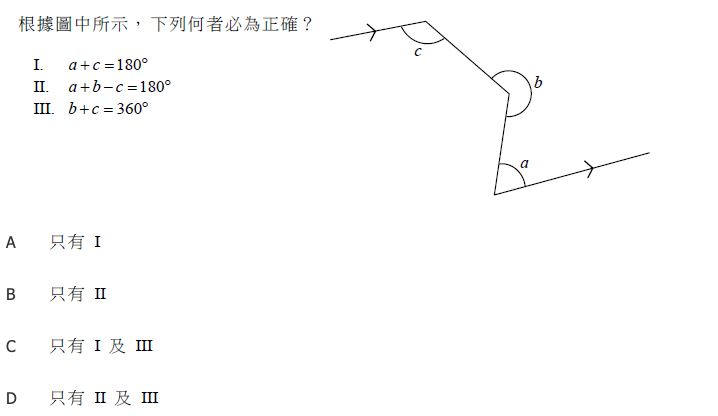 根據圖中所示，下列何者必為正確？
I. a + c = 180°
II. a + b − c = 180°
III. b + c = 360°
c
b
a
A 只有 I
B 只有 II
C 只有 I 及 III
D 只有 II 及 III